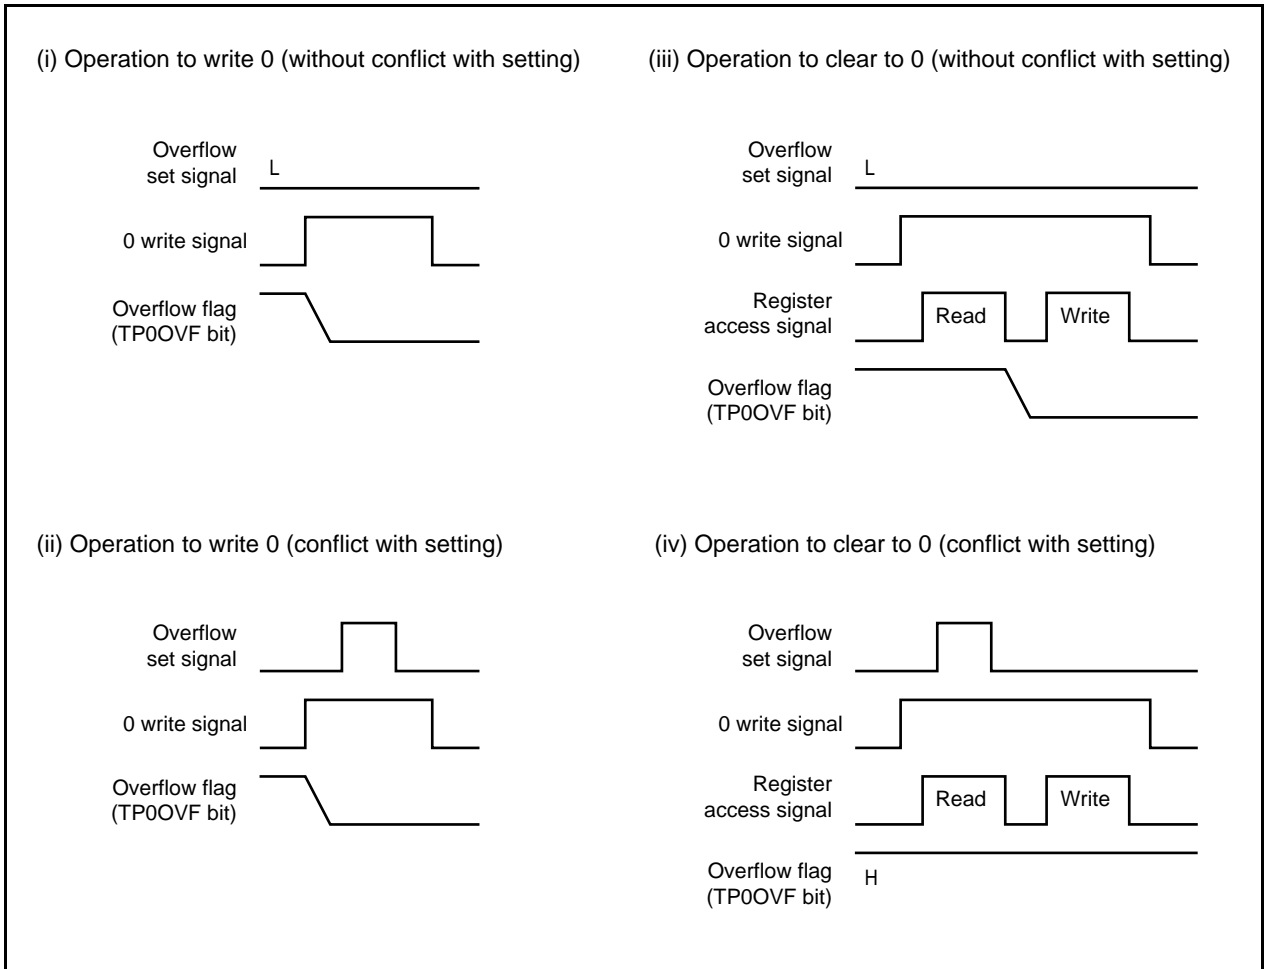 (i) Operation to write 0 (without conflict with setting)
Overflow
set signal
L
0 write signal
Overflow flag
(TP0OVF bit)
(iii) Operation to clear to 0 (without conflict with setting)
Overflow
set signal
L
0 write signal
Register
access signal
Read
Write
Overflow flag
(TP0OVF bit)
(ii) Operation to write 0 (conflict with setting)
Overflow
set signal
0 write signal
Overflow flag
(TP0OVF bit)
(iv) Operation to clear to 0 (conflict with setting)
Overflow
set signal
0 write signal
Register
access signal
Read
Write
Overflow flag
(TP0OVF bit)
H